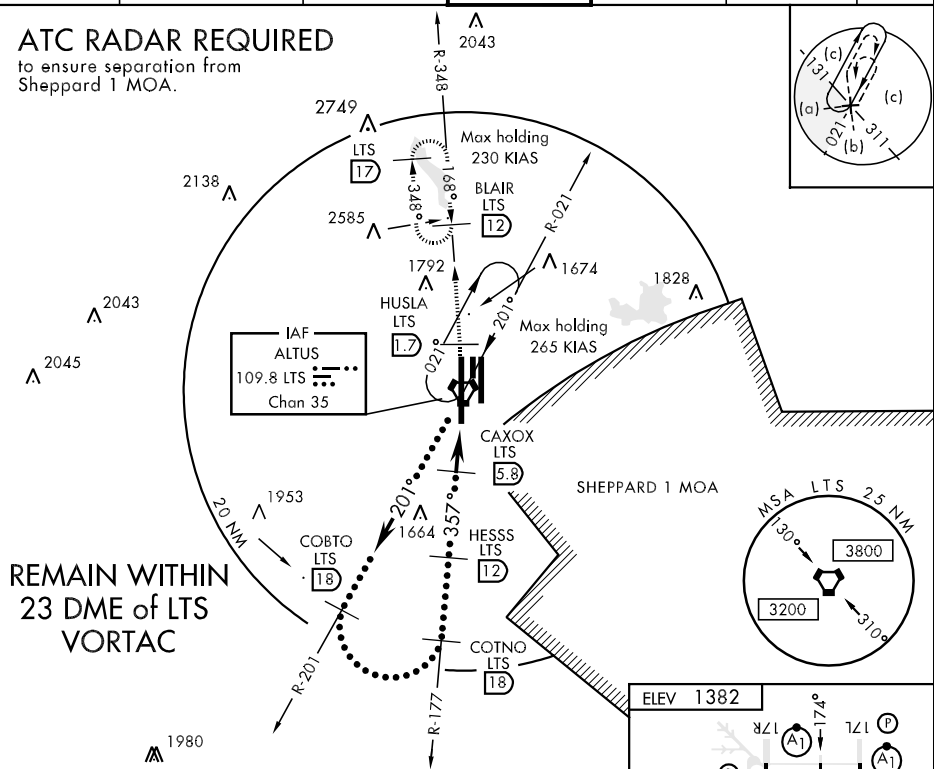 ATC RADAR REQUIRED
to ensure separation from
Sheppard 1 MOA.
2043
R-348
(c)
131
(a)
(c)
021
(b)
311
2749
LTS
17
Max holding
230 KIAS
168°
348°
2138
BLAIR
LTS
12
2585
R-021
1792
1674
1828
HUSLA
LTS
1.7
201°
021°
Max holding
265 KIAS
2043
2045
IAF
ALTUS
109.8 LTS
Chan 35
CAXOX
LTS
5.8
SHEPPARD 1 MOA
MSA LTS 25 NM
130°
3800
3200
310°
1953
20 NM
201°
1664
357°
COBTO
LTS
18
HESSS
LTS
12
REMAIN WITHIN
23 DME of LTS
VORTAC
COTNO
LTS
18
R-201
R-177
1980
ELEV 1382
174°
17R
A1
17L
P
A1